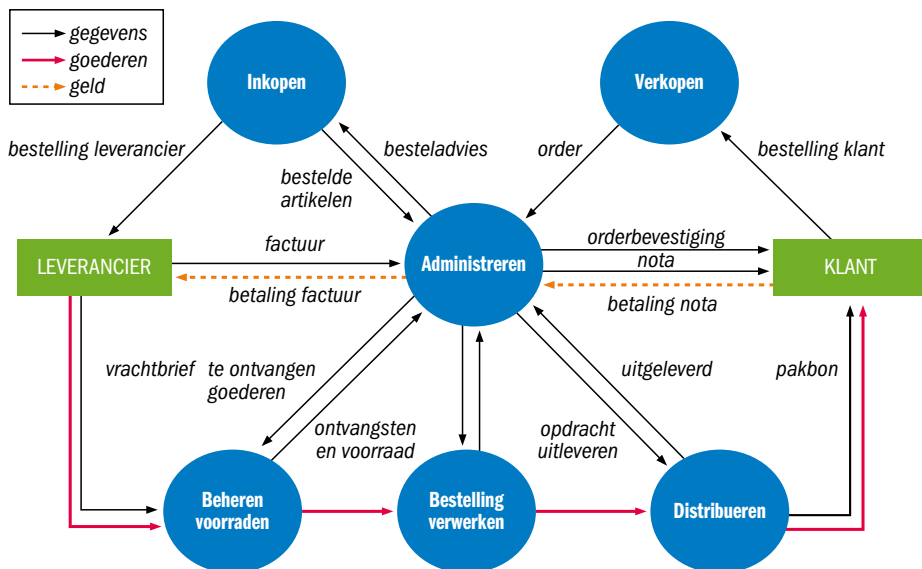 gegevens
goederen
geld
Inkopen
Verkopen
bestelling leverancier
besteladvies
order
bestelling klant
bestelde
artikelen
factuur
orderbevestiging
LEVERANCIER
Administreren
nota
KLANT
betaling factuur
betaling nota
vrachtbrief
te ontvangen
goederen
uitgeleverd
pakbon
ontvangsten
en voorraad
opdracht
uitleveren
Beheren
voorraden
Bestelling
verwerken
Distribueren